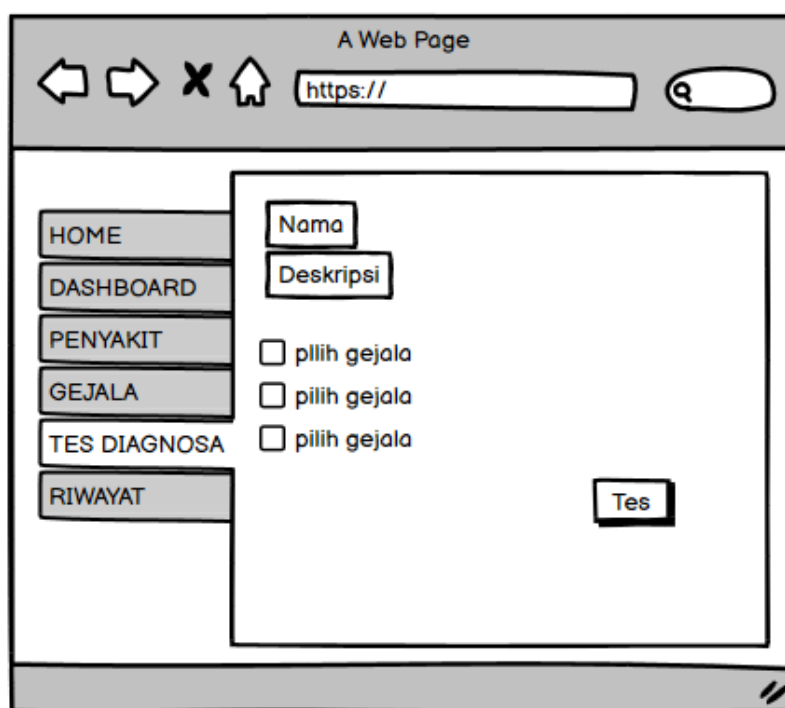 A Web Page
https://
HOME
DASHBOARD
PENYAKIT
GEJALA
TES DIAGNOSA
RIWAYAT
Nama
Deskripsi
pllih gejala
pilih gejala
pilih gejala
Tes